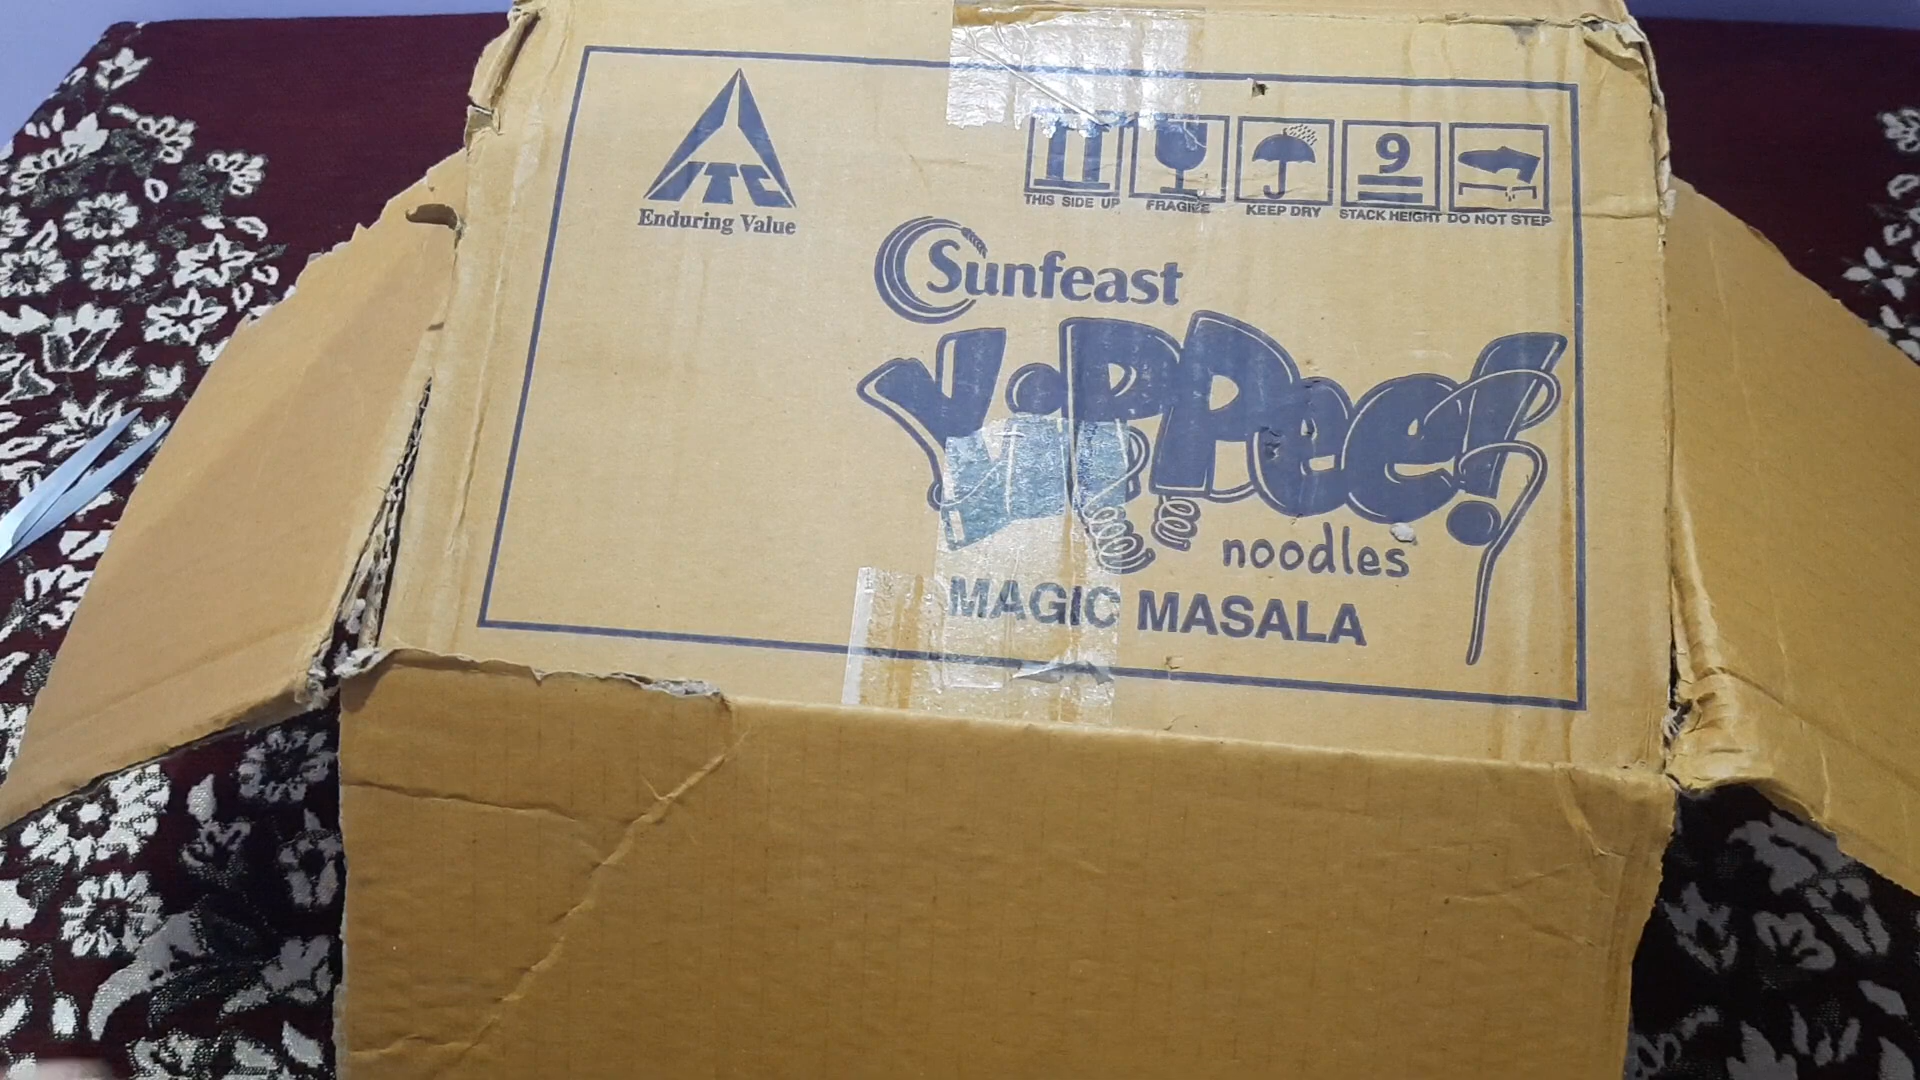 ITC
Enduring Value
9
THIS SIDE UP FRAGILE KEEP DRY STACK HEIGHT DO NOT STEP
Sunfeast
YiPPee!
noodles
MAGIC MASALA